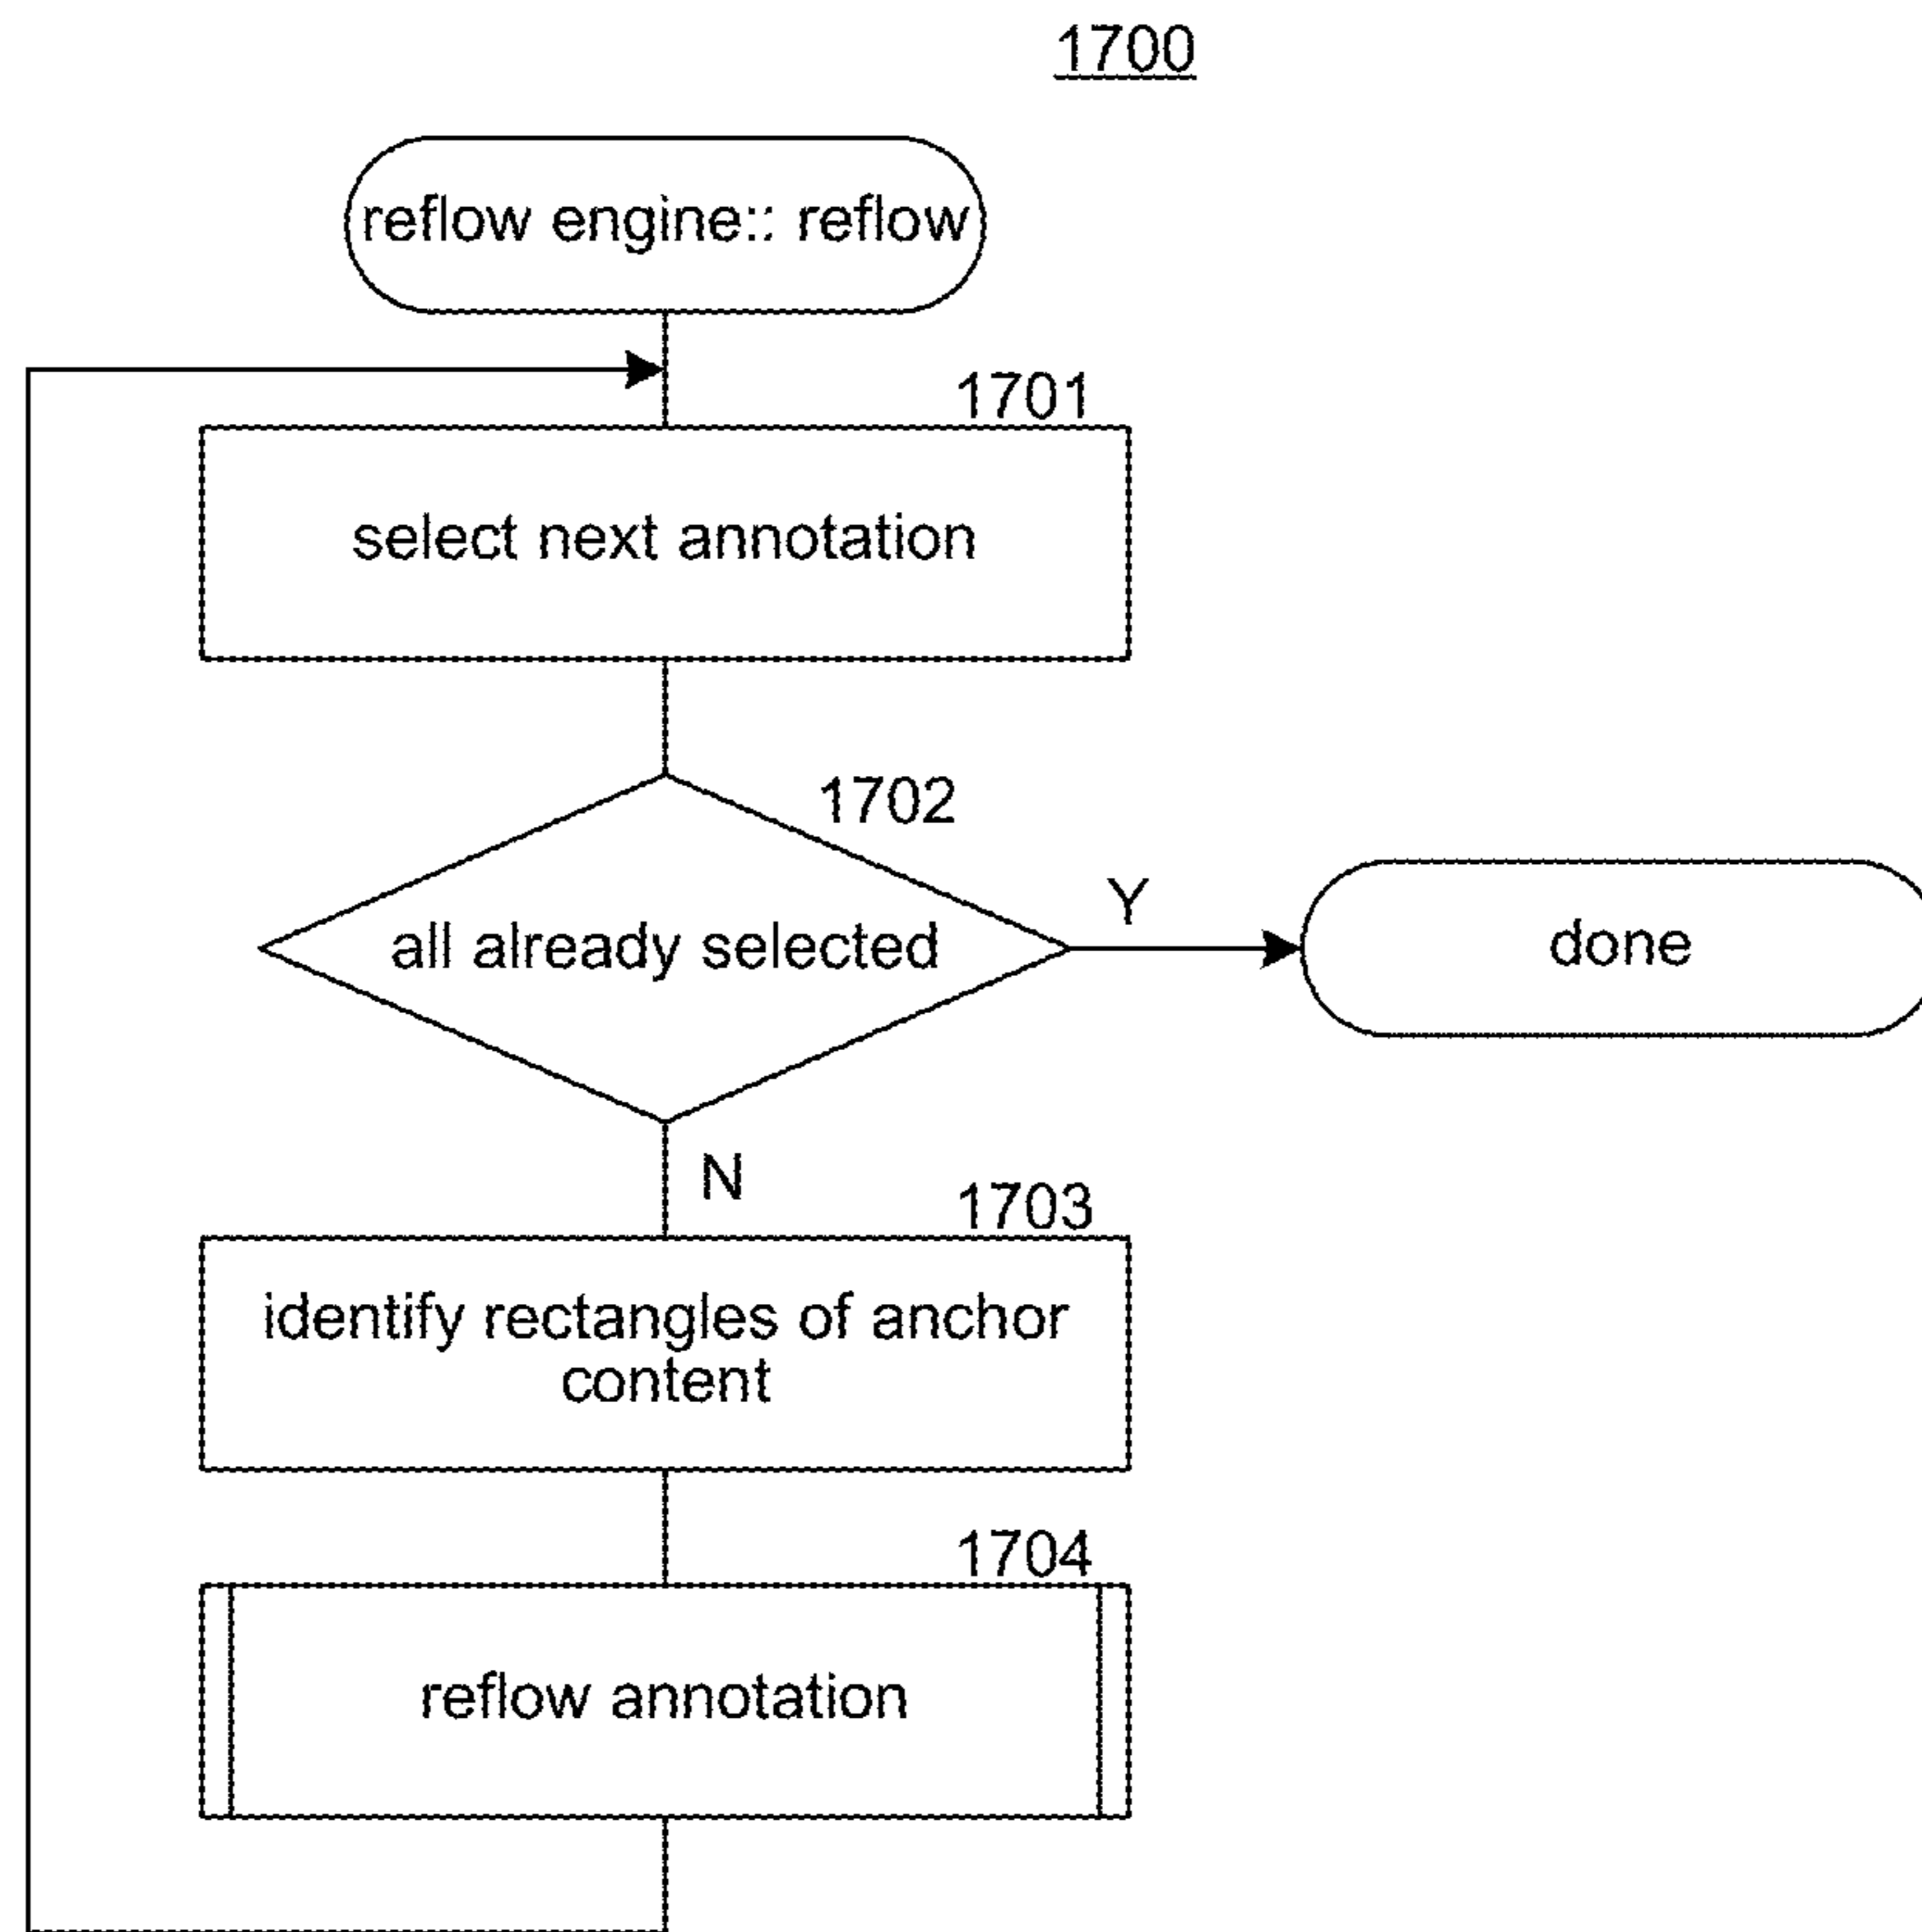 1700
reflow engine:: reflow
1701
select next annotation
1702
all already selected
Y
done
N
1703
identify rectangles of anchor
content
1704
reflow annotation